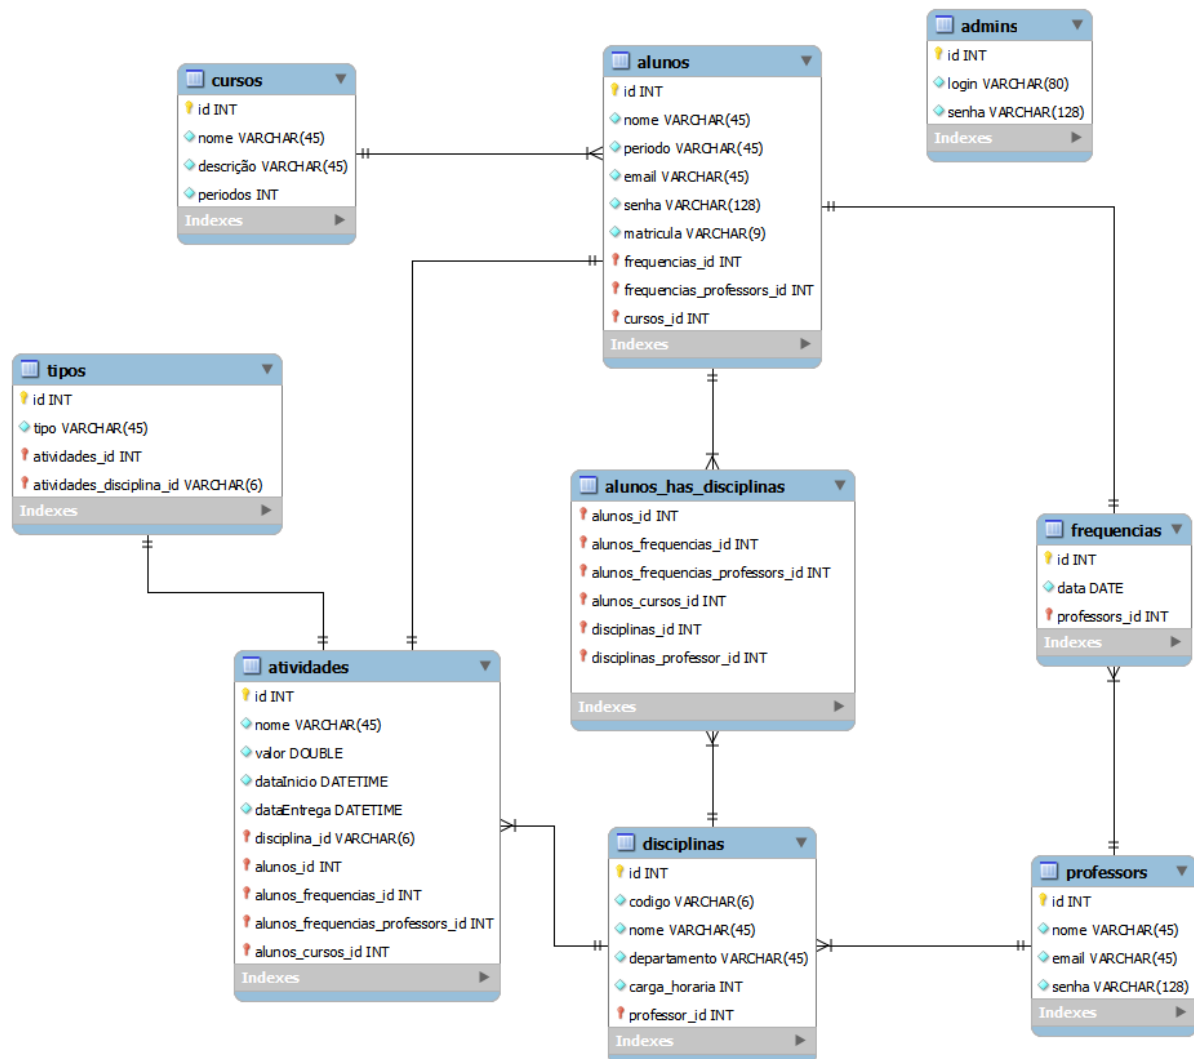 admins
id INT
login VARCHAR(80)
senha VARCHAR(128)
Indexes
alunos
id INT
nome VARCHAR(45)
periodo VARCHAR(45)
email VARCHAR(45)
senha VARCHAR(128)
matricula VARCHAR(9)
frequencias_id INT
frequencias_professors_id INT
cursos_id INT
Indexes
cursos
id INT
nome VARCHAR(45)
descrição VARCHAR(45)
periodos INT
Indexes
tipos
id INT
tipo VARCHAR(45)
atividades_id INT
atividades_disciplina_id VARCHAR(6)
Indexes
alunos_has_disciplinas
alunos_id INT
alunos_frequencias_id INT
alunos_frequencias_professors_id INT
alunos_cursos_id INT
disciplinas_id INT
disciplinas_professor_id INT
Indexes
frequencias
id INT
data DATE
professors_id INT
Indexes
atividades
id INT
nome VARCHAR(45)
valor DOUBLE
dataInicio DATETIME
dataEntrega DATETIME
disciplina_id VARCHAR(6)
alunos_id INT
alunos_frequencias_id INT
alunos_frequencias_professors_id INT
alunos_cursos_id INT
Indexes
disciplinas
id INT
codigo VARCHAR(6)
nome VARCHAR(45)
departamento VARCHAR(45)
carga_horaria INT
professor_id INT
Indexes
professors
id INT
nome VARCHAR(45)
email VARCHAR(45)
senha VARCHAR(128)
Indexes